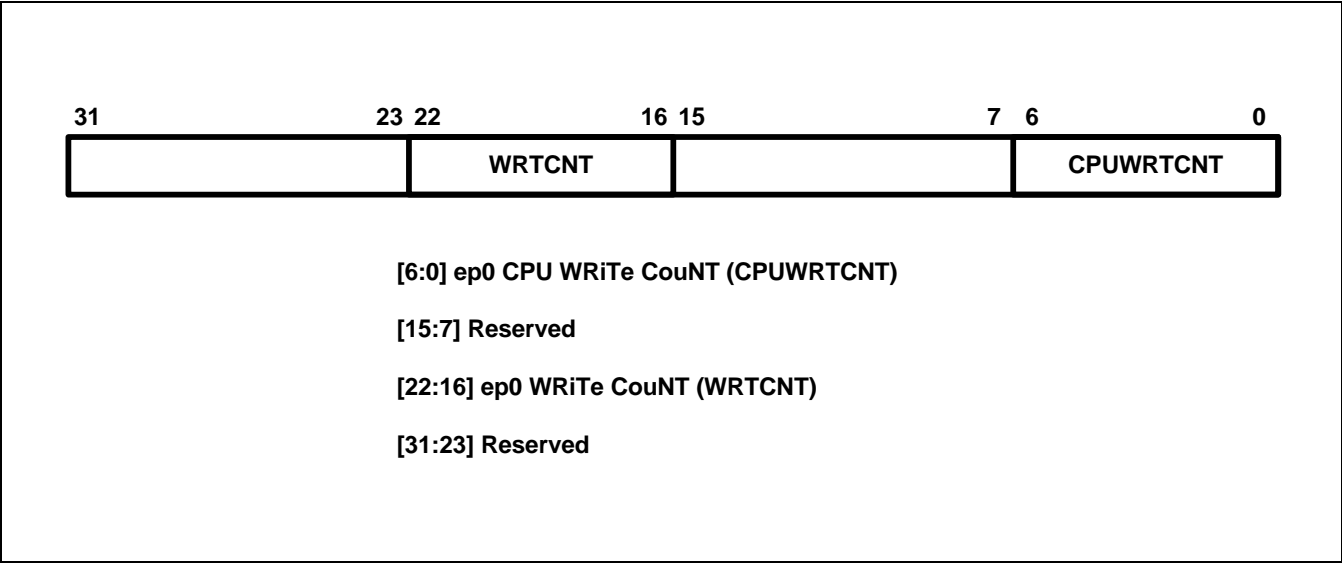 31 23 22 16 15 7 6 0
WRTCNT CPUWRTCNT
[6:0] ep0 CPU WRiTe CouNT (CPUWRTCNT)
[15:7] Reserved
[22:16] ep0 WRiTe CouNT (WRTCNT)
[31:23] Reserved